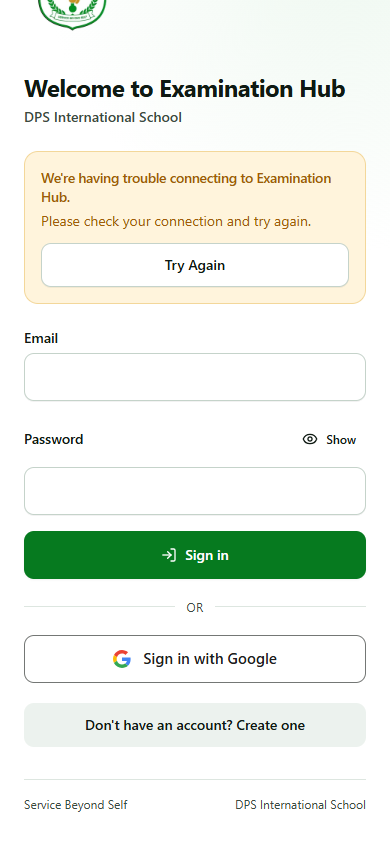 Welcome to Examination Hub
DPS International School
We're having trouble connecting to Examination
Hub.
Please check your connection and try again.
Try Again
Email
Password
Show
Sign in
OR
Sign in with Google
Don't have an account? Create one
Service Beyond Self
DPS International School